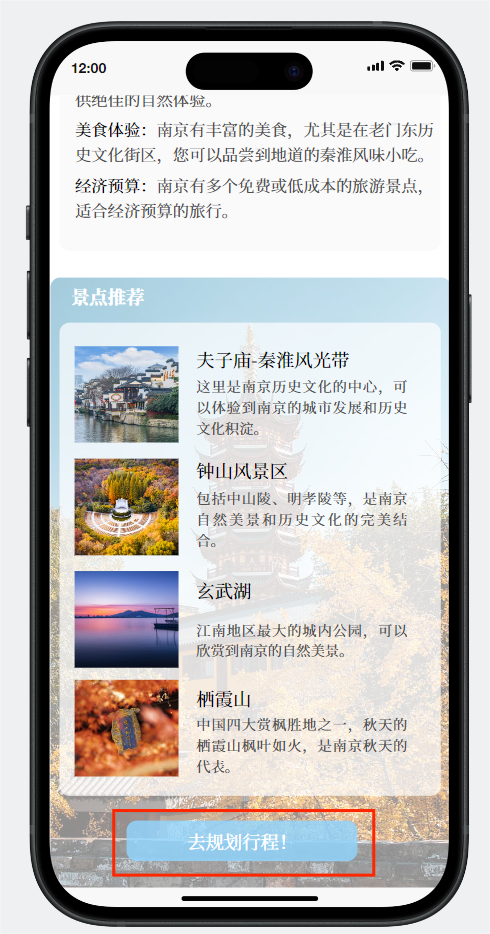 12:00
供绝佳的自然体验。
美食体验：南京有丰富的美食，尤其是在老门东历
史文化街区，您可以品尝到地道的秦淮风味小吃。
经济预算：南京有多个免费或低成本的旅游景点，
适合经济预算的旅行。
景点推荐
夫子庙-秦淮风光带
这里是南京历史文化的中心，可
以体验到南京的城市发展和历史
文化积淀。
钟山风景区
包括中山陵、明孝陵等，是南京
自然美景和历史文化的完美结
合。
玄武湖
江南地区最大的城内公园，可以
欣赏到南京的自然美景。
栖霞山
中国四大赏枫胜地之一，秋天的
栖霞山枫叶如火，是南京秋天的
代表。
去规划行程！